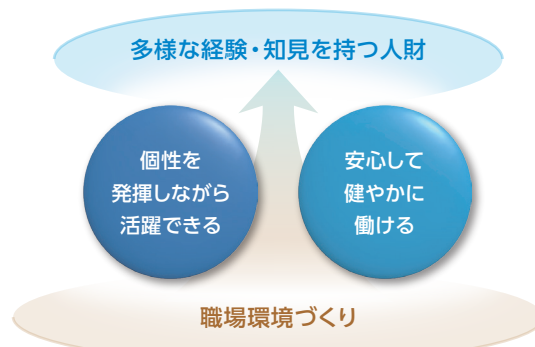 多様な経験・知見を持つ人財
個性を
発揮しながら
活躍できる
安心して
健やかに
働ける
職場環境づくり